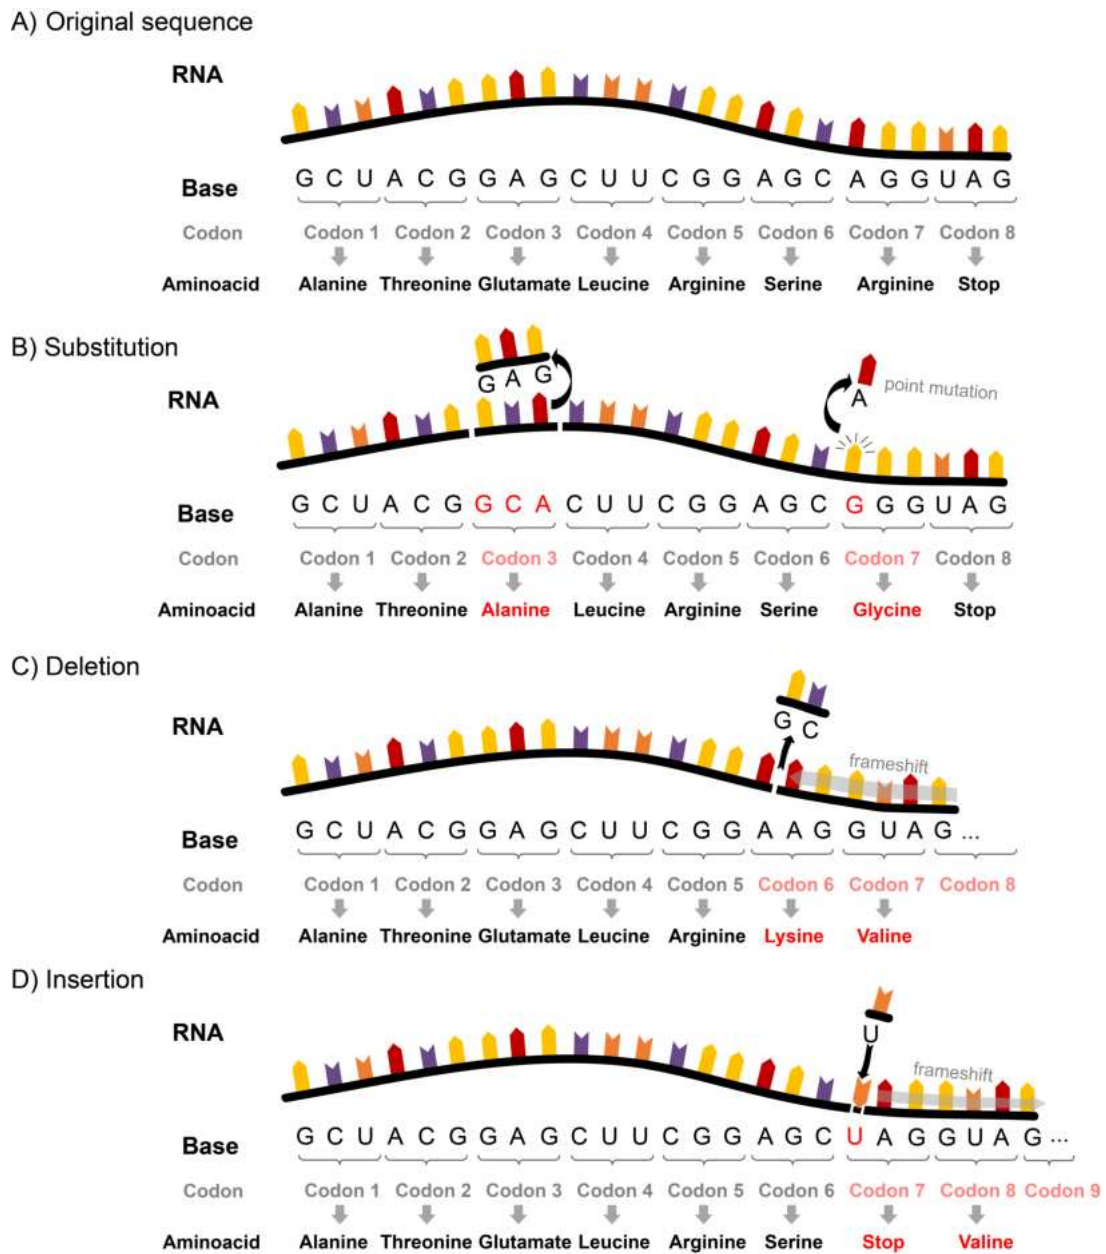 A) Original sequence
RNA
Base G C U A C G G A G C U U C G G A G C A G G U A G
Codon Codon 1 Codon 2 Codon 3 Codon 4 Codon 5 Codon 6 Codon 7 Codon 8
Aminoacid Alanine Threonine Glutamate Leucine Arginine Serine Arginine Stop
B) Substitution
G A G
A point mutation
RNA
Base G C U A C G G C A C U U C G G A G C G G G U A G
Codon Codon 1 Codon 2 Codon 3 Codon 4 Codon 5 Codon 6 Codon 7 Codon 8
Aminoacid Alanine Threonine Alanine Leucine Arginine Serine Glycine Stop
C) Deletion
G C
RNA
frameshift
Base G C U A C G G A G C U U C G G A A G G U A G ...
Codon Codon 1 Codon 2 Codon 3 Codon 4 Codon 5 Codon 6 Codon 7 Codon 8
Aminoacid Alanine Threonine Glutamate Leucine Arginine Lysine Valine
D) Insertion
U
RNA
frameshift
Base G C U A C G G A G C U U C G G A G C U A G G U A G ...
Codon Codon 1 Codon 2 Codon 3 Codon 4 Codon 5 Codon 6 Codon 7 Codon 8 Codon 9
Aminoacid Alanine Threonine Glutamate Leucine Arginine Serine Stop Valine